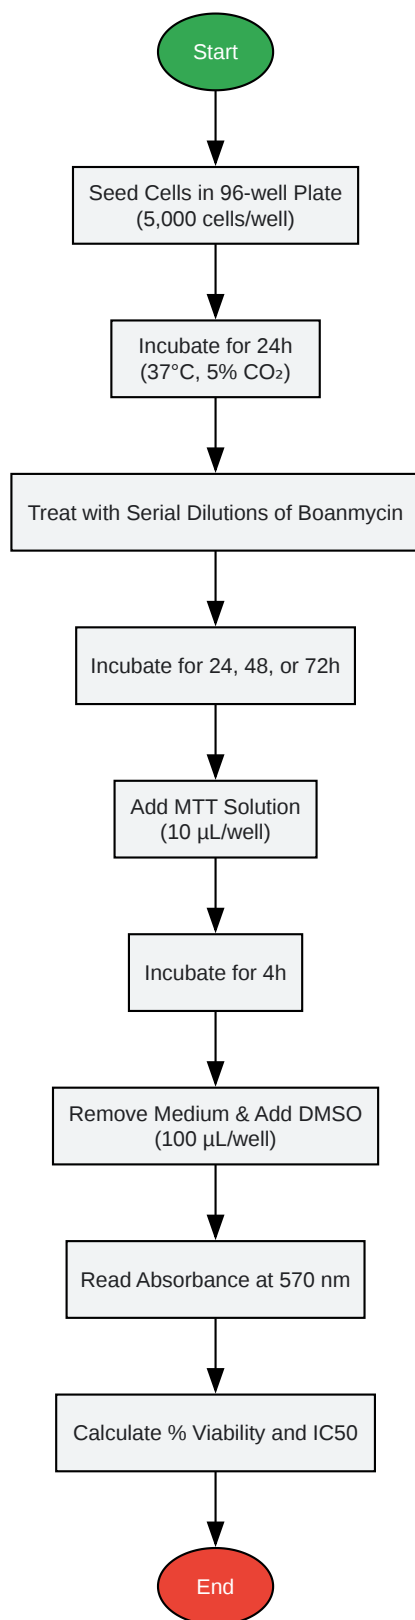 Start
Seed Cells in 96-well Plate
(5,000 cells/well)
Incubate for 24h
(37°C, 5% CO₂)
Treat with Serial Dilutions of Boanmycin
Incubate for 24, 48, or 72h
Add MTT Solution
(10 µL/well)
Incubate for 4h
Remove Medium & Add DMSO
(100 µL/well)
Read Absorbance at 570 nm
Calculate % Viability and IC50
End